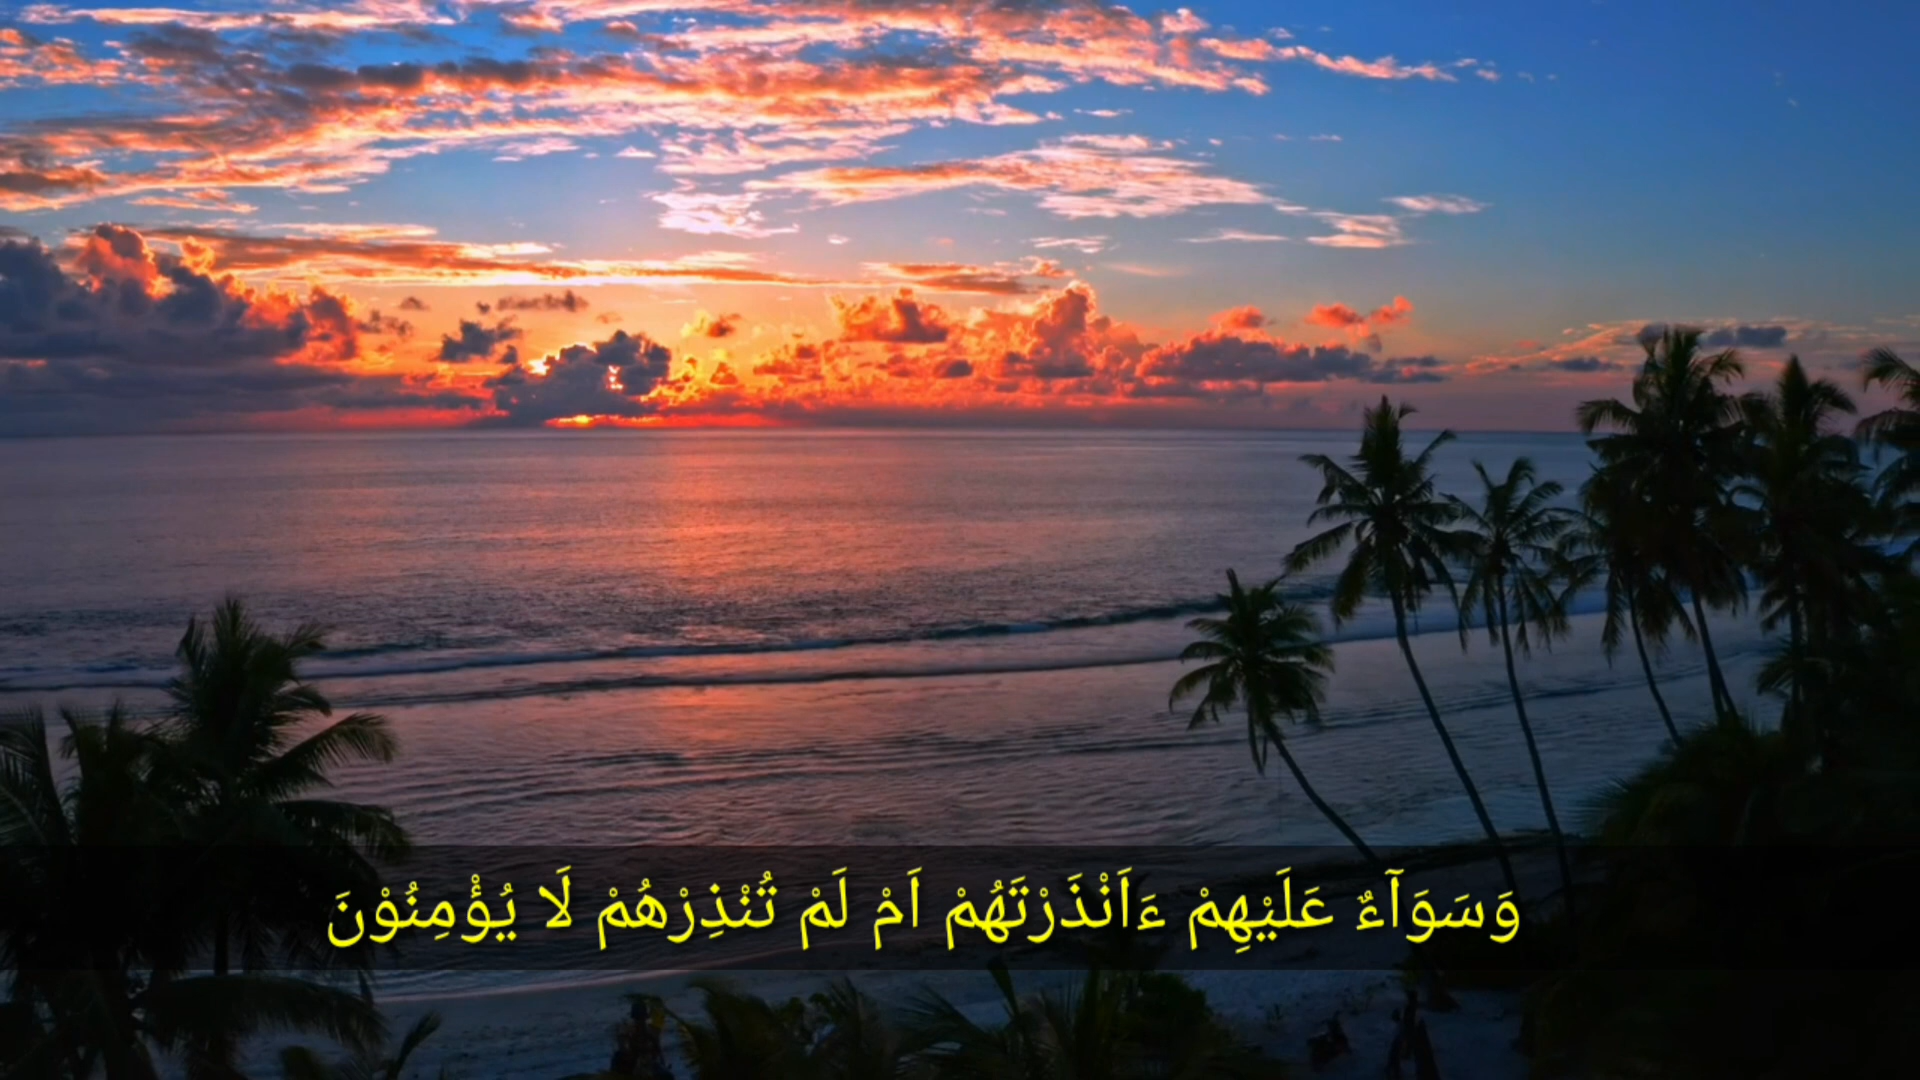 وَسَوَآءٌ عَلَيْهِمْ ءَاَنْذَرْتَهُمْ اَمْ لَمْ تُنْذِرْهُمْ لَا يُؤْمِنُوْنَ